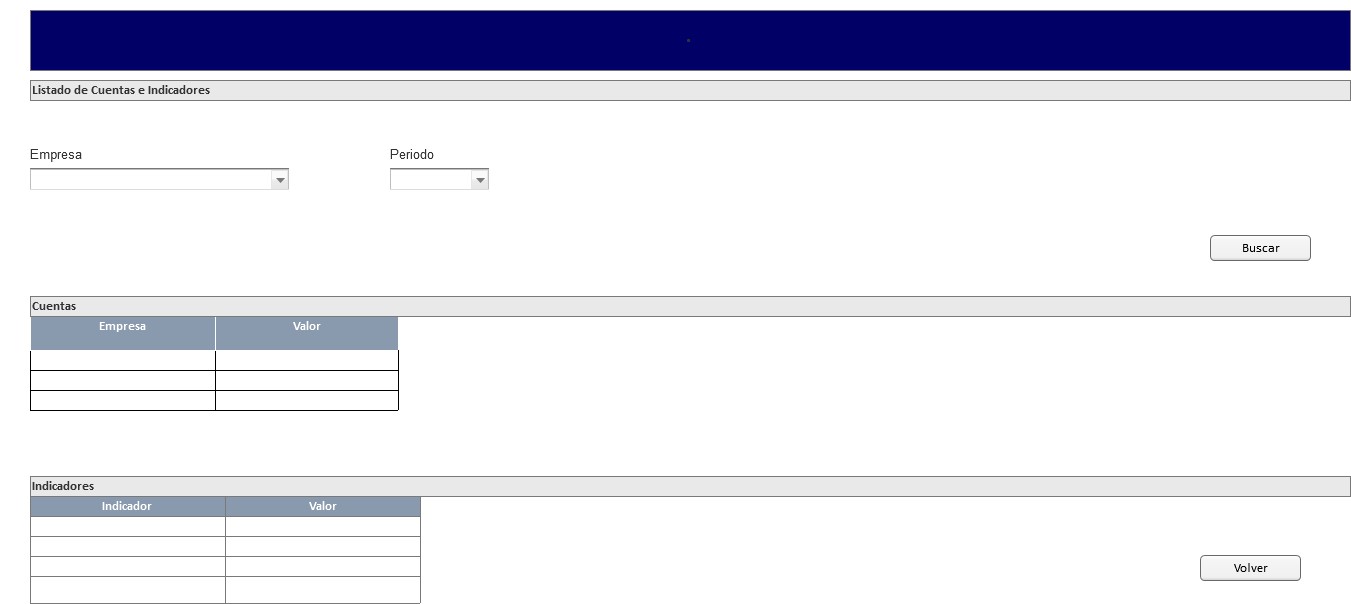 Listado de Cuentas e Indicadores
Empresa Periodo
Buscar
Cuentas
Empresa Valor
Indicadores
Indicador Valor
Volver